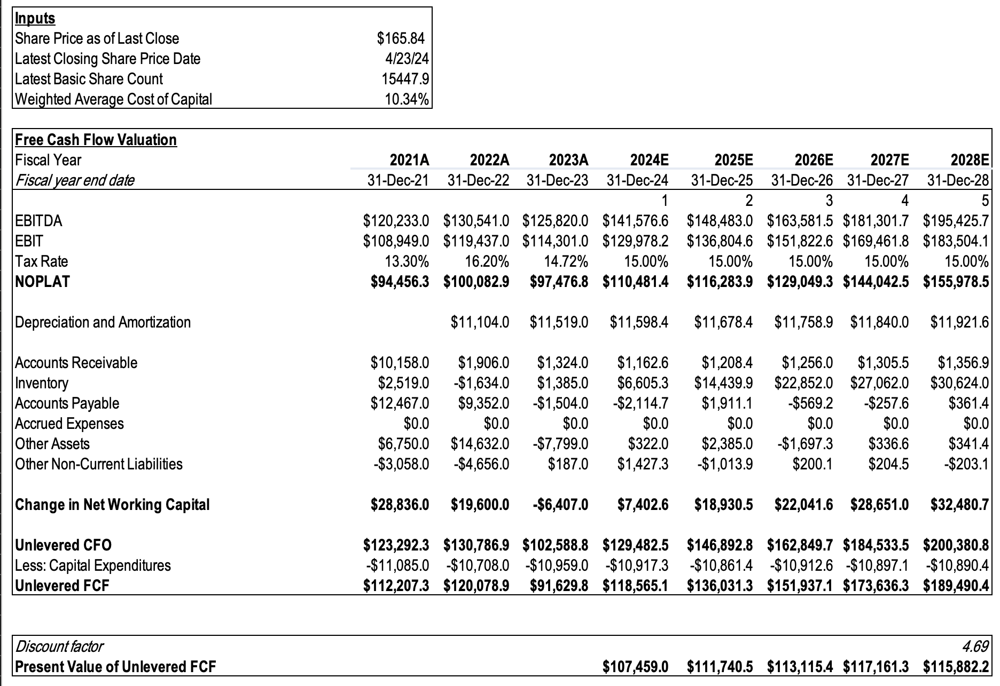 Inputs
Share Price as of Last Close $165.84
Latest Closing Share Price Date 4/23/24
Latest Basic Share Count 15447.9
Weighted Average Cost of Capital 10.34%
Free Cash Flow Valuation
Fiscal Year 2021A 2022A 2023A 2024E 2025E 2026E 2027E 2028E
Fiscal year end date 31-Dec-21 31-Dec-22 31-Dec-23 31-Dec-24 31-Dec-25 31-Dec-26 31-Dec-27 31-Dec-28
1 2 3 4 5
EBITDA $120,233.0 $130,541.0 $125,820.0 $141,576.6 $148,483.0 $163,581.5 $181,301.7 $195,425.7
EBIT $108,949.0 $119,437.0 $114,301.0 $129,978.2 $136,804.6 $151,822.6 $169,461.8 $183,504.1
Tax Rate 13.30% 16.20% 14.72% 15.00% 15.00% 15.00% 15.00% 15.00%
NOPLAT $94,456.3 $100,082.9 $97,476.8 $110,481.4 $116,283.9 $129,049.3 $144,042.5 $155,978.5
Depreciation and Amortization $11,104.0 $11,519.0 $11,598.4 $11,678.4 $11,758.9 $11,840.0 $11,921.6
Accounts Receivable $10,158.0 $1,906.0 $1,324.0 $1,162.6 $1,208.4 $1,256.0 $1,305.5 $1,356.9
Inventory $2,519.0 -$1,634.0 $1,385.0 $6,605.3 $14,439.9 $22,852.0 $27,062.0 $30,624.0
Accounts Payable $12,467.0 $9,352.0 -$1,504.0 -$2,114.7 $1,911.1 -$569.2 -$257.6 $361.4
Accrued Expenses $0.0 $0.0 $0.0 $0.0 $0.0 $0.0 $0.0 $0.0
Other Assets $6,750.0 $14,632.0 -$7,799.0 $322.0 $2,385.0 -$1,697.3 $336.6 $341.4
Other Non-Current Liabilities -$3,058.0 -$4,656.0 $187.0 $1,427.3 -$1,013.9 $200.1 $204.5 -$203.1
Change in Net Working Capital $28,836.0 $19,600.0 -$6,407.0 $7,402.6 $18,930.5 $22,041.6 $28,651.0 $32,480.7
Unlevered CFO $123,292.3 $130,786.9 $102,588.8 $129,482.5 $146,892.8 $162,849.7 $184,533.5 $200,380.8
Less: Capital Expenditures -$11,085.0 -$10,708.0 -$10,959.0 -$10,917.3 -$10,861.4 -$10,912.6 -$10,897.1 -$10,890.4
Unlevered FCF $112,207.3 $120,078.9 $91,629.8 $118,565.1 $136,031.3 $151,937.1 $173,636.3 $189,490.4
Discount factor 4.69
Present Value of Unlevered FCF $107,459.0 $111,740.5 $113,115.4 $117,161.3 $115,882.2